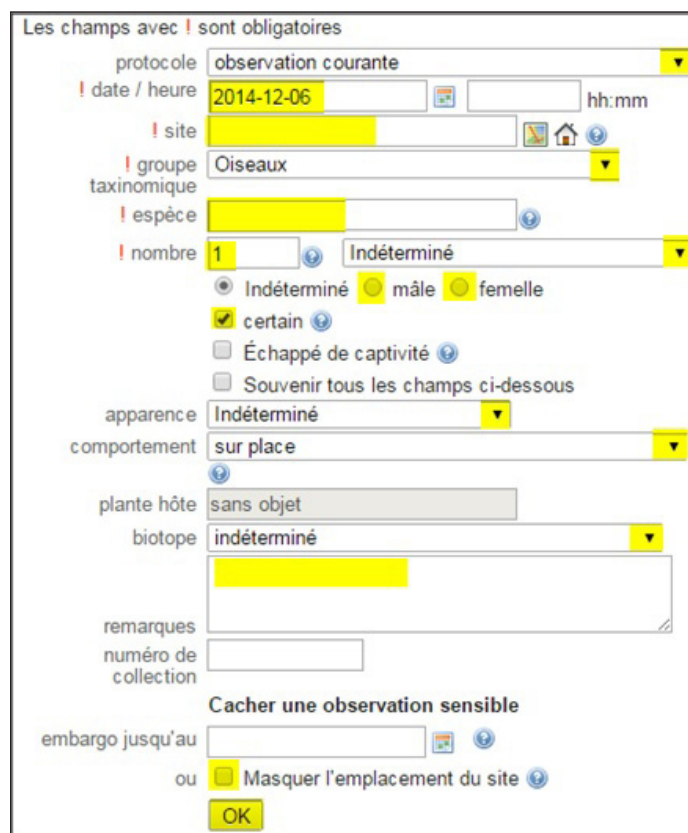 Les champs avec ! sont obligatoires
protocole observation courante
! date / heure 2014-12-06 hh:mm
! site
! groupe taxinomique Oiseaux
! espèce
! nombre 1 Indéterminé
Indéterminé mâle femelle
certain
Échappé de captivité
Souvenir tous les champs ci-dessous
apparence Indéterminé
comportement sur place
plante hôte sans objet
biotope indéterminé
remarques
numéro de collection
Cacher une observation sensible
embargo jusqu'au
ou Masquer l'emplacement du site
OK